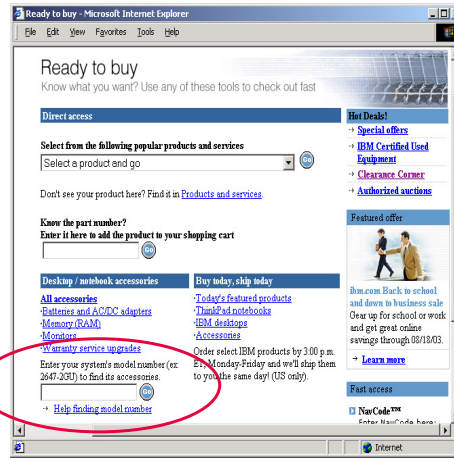 Ready to buy - Microsoft Internet Explorer
File Edit View Favorites Tools Help
Ready to buy
Know what you want? Use any of these tools to check out fast
Direct access
Select from the following popular products and services
Select a product and go
Go
Don't see your product here? Find it in Products and services.
Know the part number?
Enter it here to add the product to your shopping cart
Go
Desktop / notebook accessories
All accessories
·Batteries and AC/DC adapters
·Memory (RAM)
·Monitors
·Warranty service upgrades
Enter your system's model number (ex:
2647-2GU) to find its accessories.
Go
→ Help finding model number
Buy today, ship today
·Today's featured products
·ThinkPad notebooks
·IBM desktops
·Accessories
Order select IBM products by 3:00 p.m.
ET, Monday-Friday and we'll ship them
to you the same day! (US only).
Hot Deals!
→ Special offers
→ IBM Certified Used
Equipment
→ Clearance Corner
→ Authorized auctions
Featured offer
ibm.com Back to school
and down to business sale
Gear up for school or work
and get great online
savings through 08/18/03.
→ Learn more
Fast access
NavCode™
Enter NavCode here:
Internet